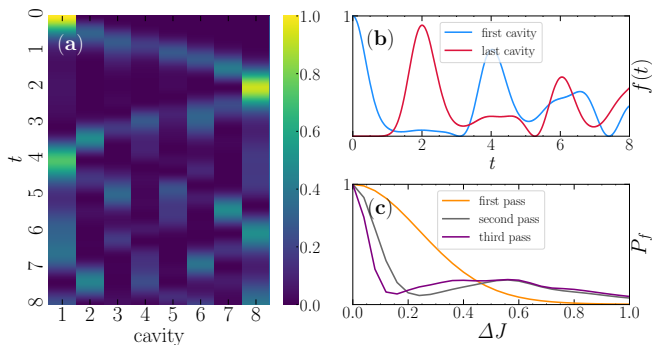 (a)
0
1
2
3
4
5
6
7
8
t
1 2 3 4 5 6 7 8
cavity
1.0
0.8
0.6
0.4
0.2
0.0
(b)
first cavity
last cavity
1
0 2 4 6 8
t
f(t)
(c)
first pass
second pass
third pass
1
0.0 0.2 0.4 0.6 0.8 1.0
ΔJ
P_f